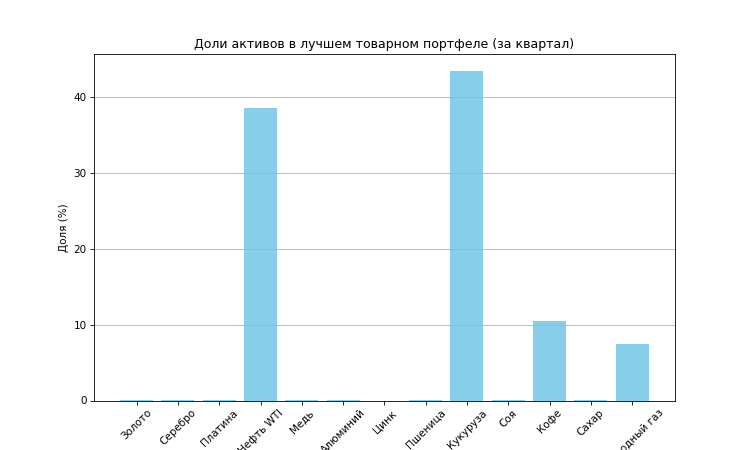 Доли активов в лучшем товарном портфеле (за квартал)
Доля (%)
40
30
20
10
0
Золото
Серебро
Платина
Нефть WTI
Медь
Алюминий
Цинк
Пшеница
Кукуруза
Соя
Кофе
Сахар
одный газ